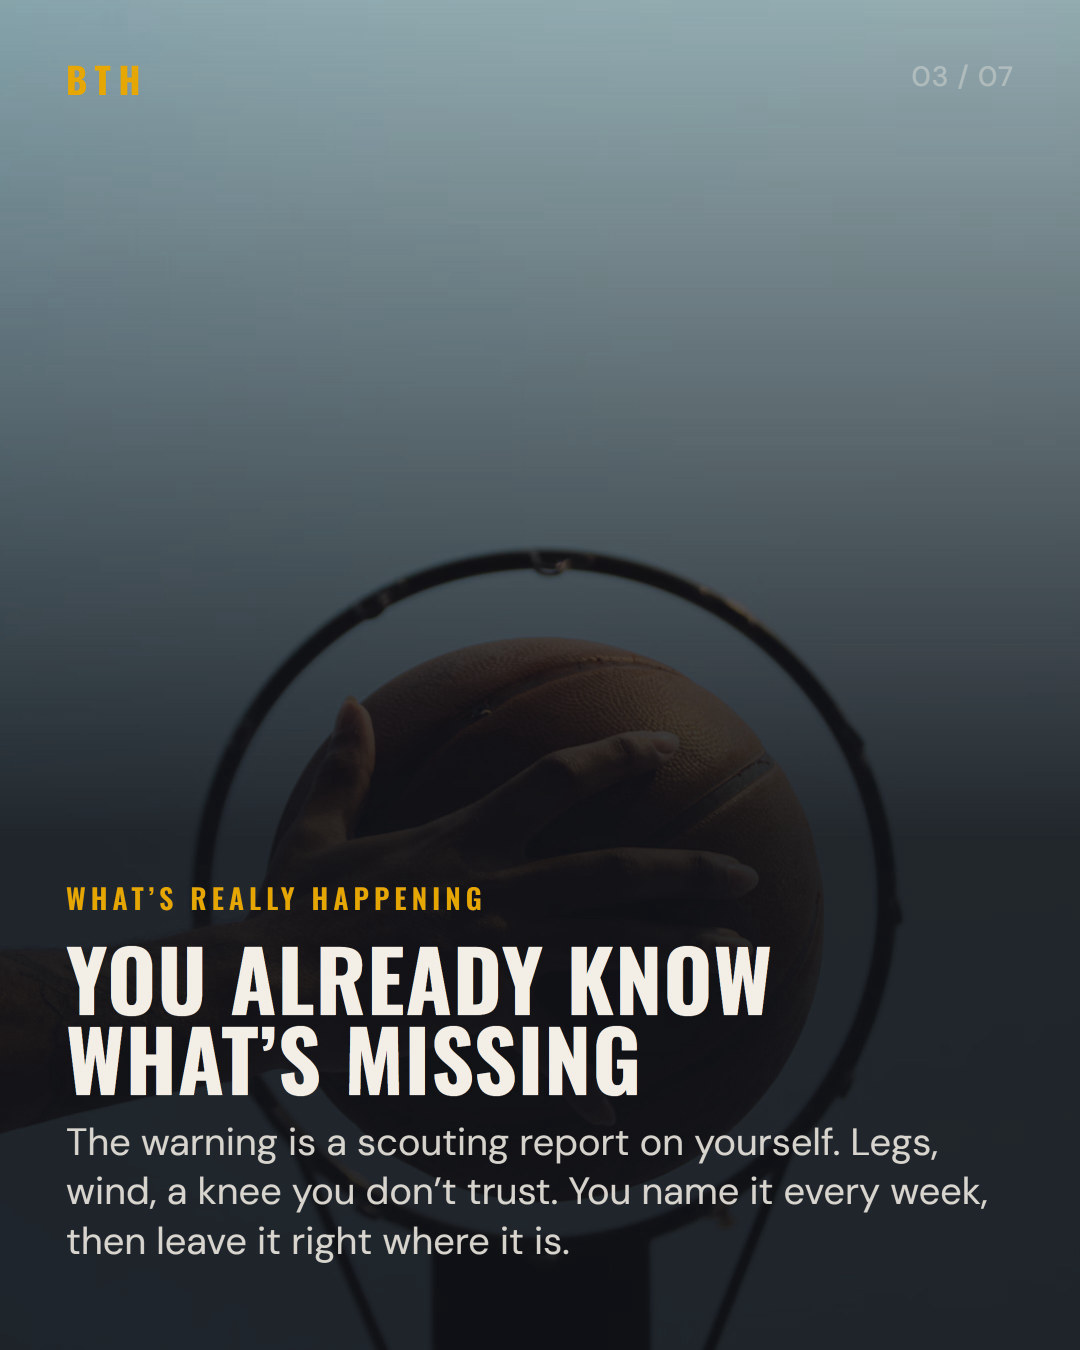 BTH
03 / 07
WHAT’S REALLY HAPPENING
YOU ALREADY KNOW
WHAT’S MISSING
The warning is a scouting report on yourself. Legs,
wind, a knee you don’t trust. You name it every week,
then leave it right where it is.